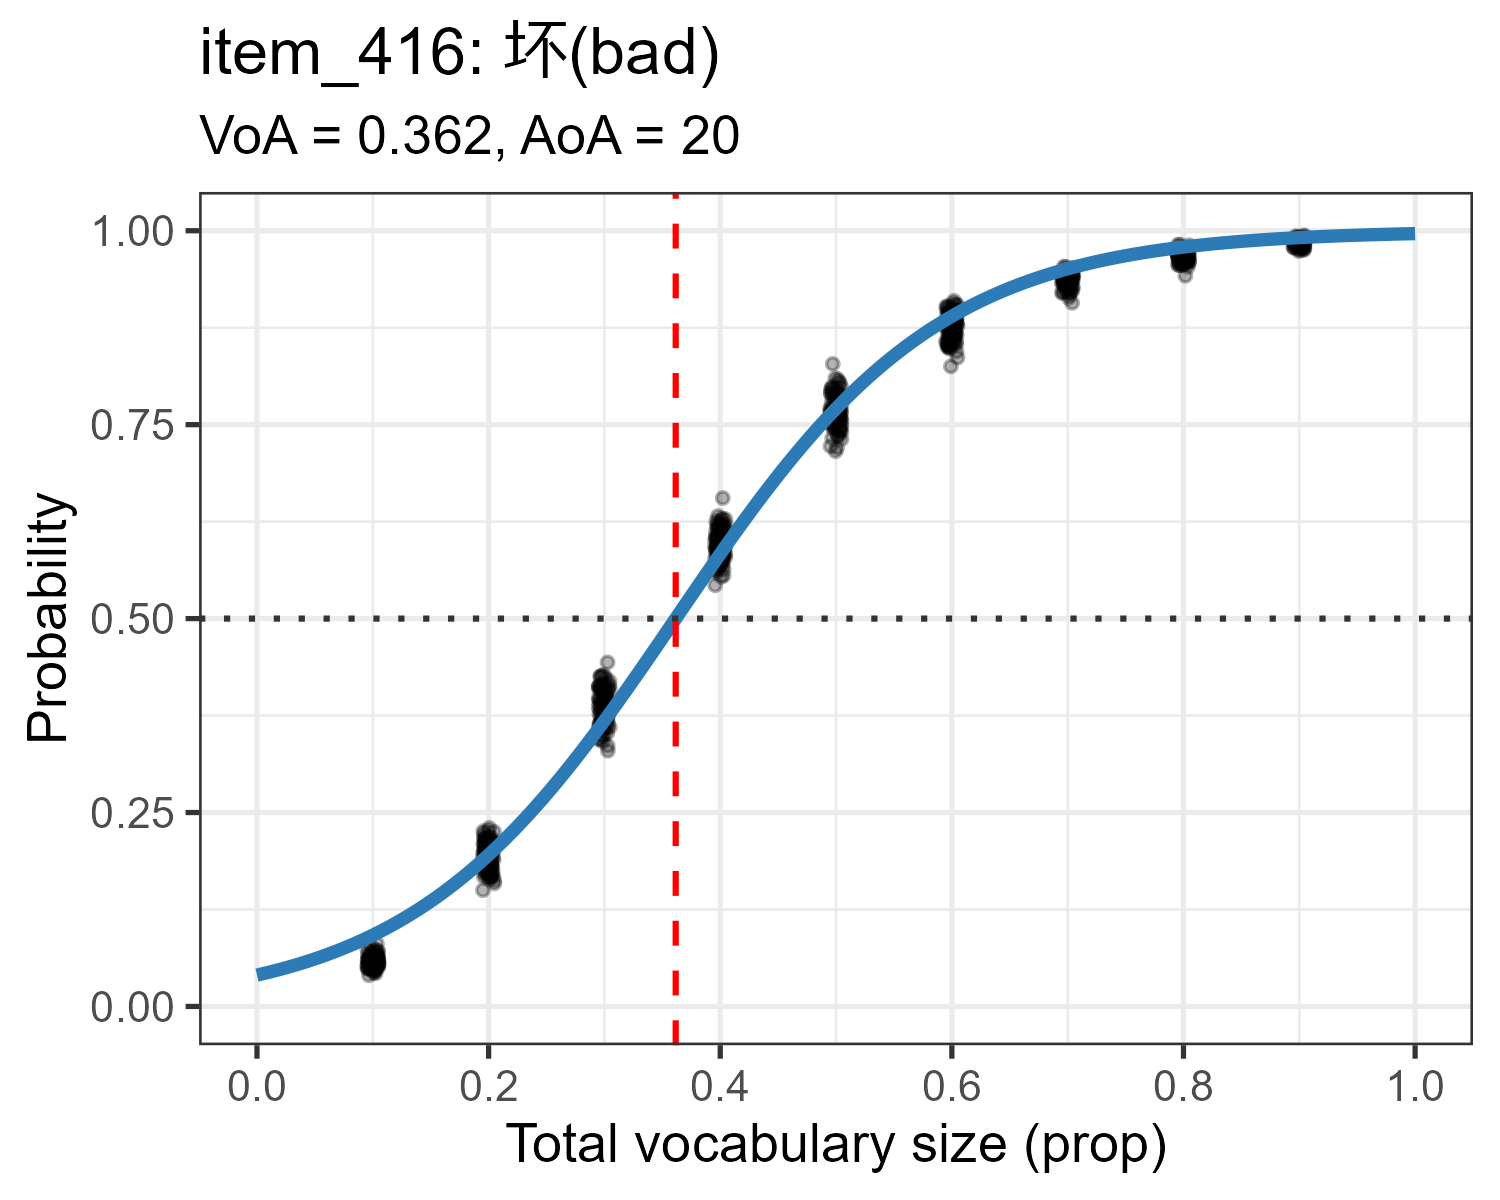 item_416: 坏(bad)
VoA = 0.362, AoA = 20
1.00
0.75
0.50
0.25
0.00
Probability
0.0 0.2 0.4 0.6 0.8 1.0
Total vocabulary size (prop)